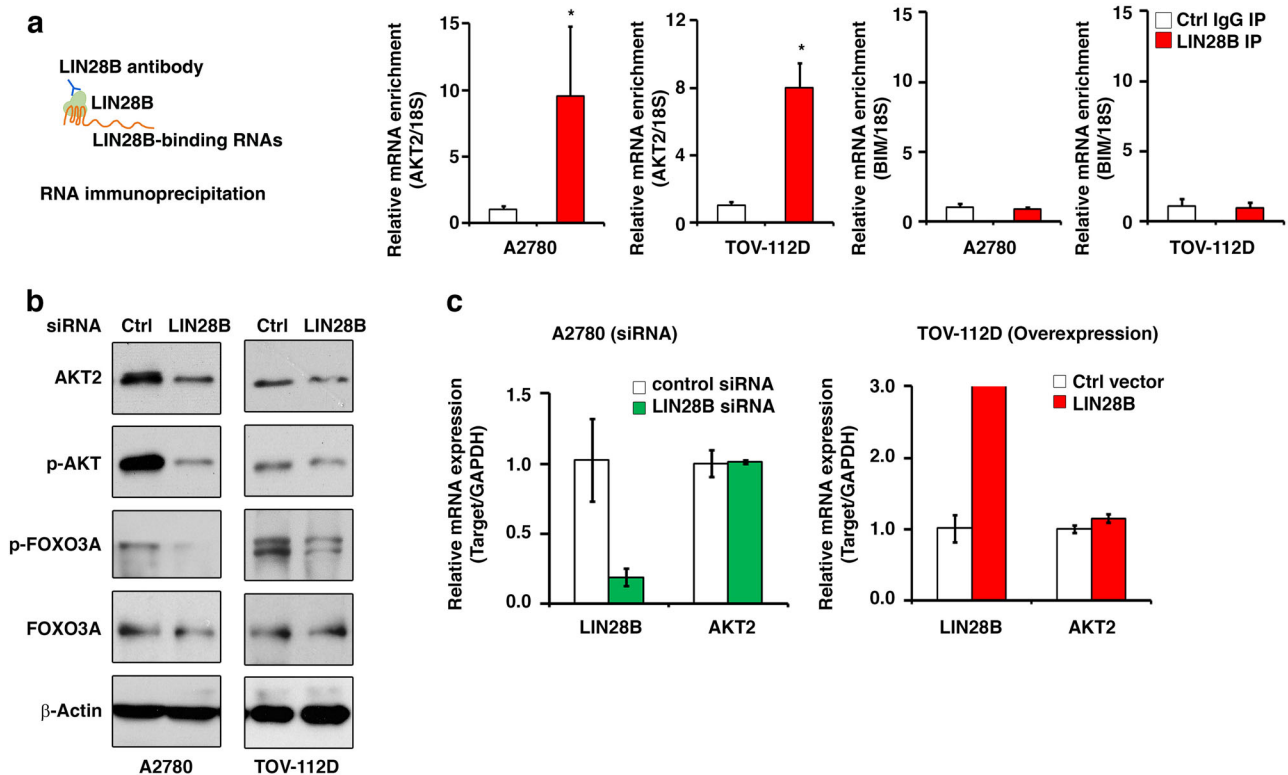 a
LIN28B antibody
LIN28B
LIN28B-binding RNAs
RNA immunoprecipitation
Relative mRNA enrichment
(AKT2/18S)
15
10
5
0
*
A2780
Relative mRNA enrichment
(AKT2/18S)
12
8
4
0
*
TOV-112D
Relative mRNA enrichment
(BIM/18S)
15
10
5
0
A2780
Relative mRNA enrichment
(BIM/18S)
15
10
5
0
TOV-112D
Ctrl IgG IP
LIN28B IP
b
siRNA Ctrl LIN28B Ctrl LIN28B
AKT2
p-AKT
p-FOXO3A
FOXO3A
β-Actin
A2780 TOV-112D
c
A2780 (siRNA)
control siRNA
LIN28B siRNA
Relative mRNA expression
(Target/GAPDH)
1.5
1.0
0.5
0.0
LIN28B AKT2
TOV-112D (Overexpression)
Ctrl vector
LIN28B
Relative mRNA expression
(Target/GAPDH)
3.0
2.0
1.0
0.0
LIN28B AKT2